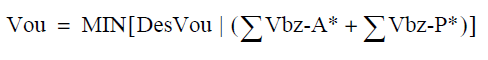 Vou = MIN[DesVou | (∑Vbz-A* + ∑Vbz-P*)]